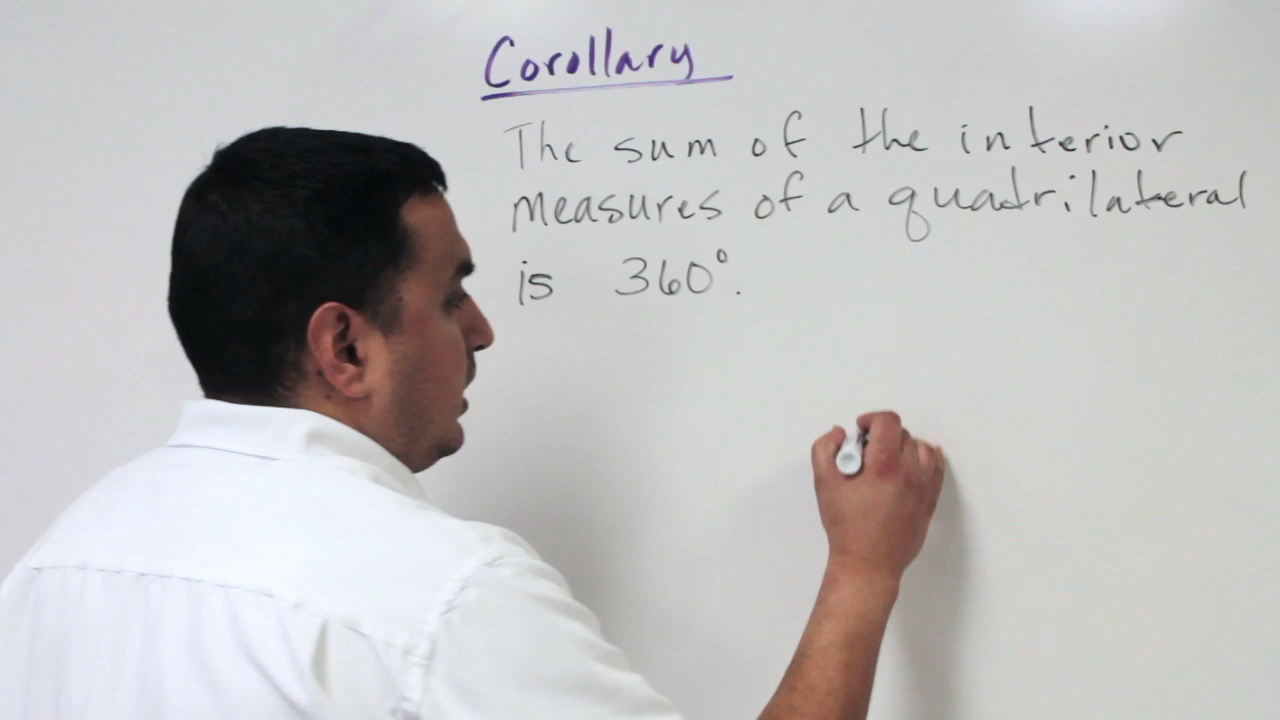 Corollary
The sum of the interior
measures of a quadrilateral
is 360°.